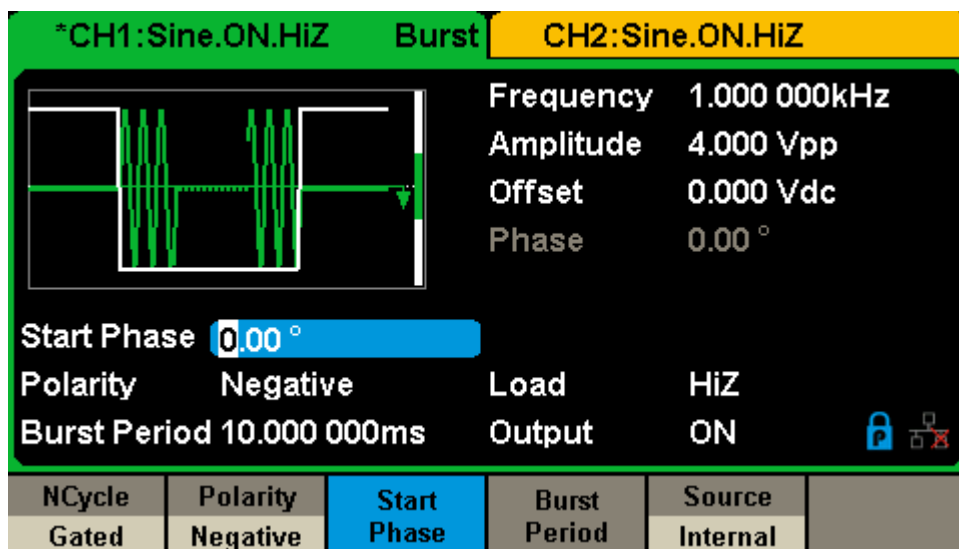 *CH1:Sine.ON.HiZ Burst CH2:Sine.ON.HiZ
Frequency 1.000 000kHz
Amplitude 4.000 Vpp
Offset 0.000 Vdc
Phase 0.00 °
Start Phase 0.00 °
Polarity Negative Load HiZ
Burst Period 10.000 000ms Output ON P
NCycle Polarity Start Burst Source
Gated Negative Phase Period Internal